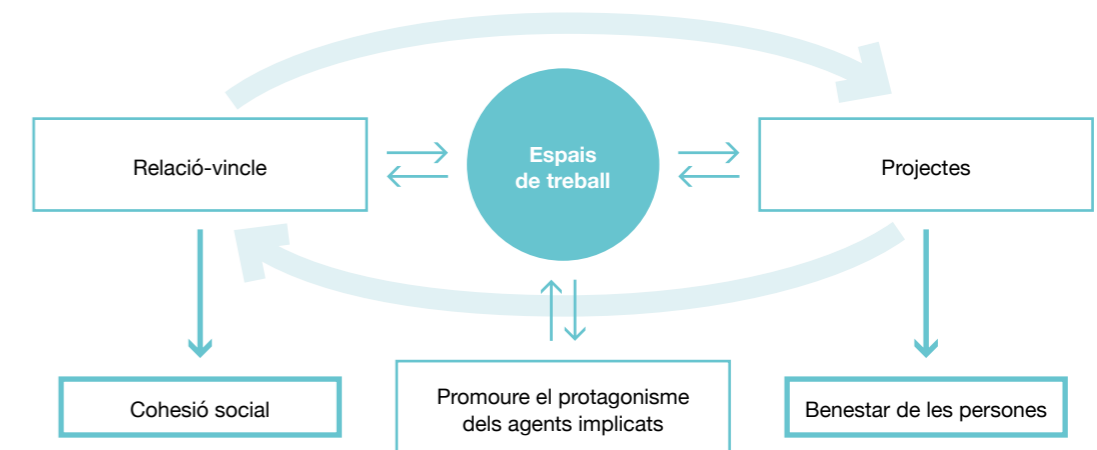 Relació-vincle
Espais
de treball
Projectes
Cohesió social
Promoure el protagonisme
dels agents implicats
Benestar de les persones